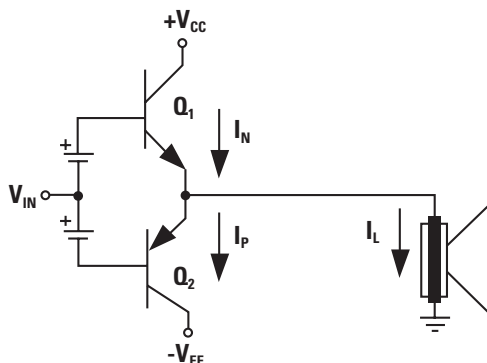 +V_CC
Q_1
I_N
+
V_IN
+
I_P
I_L
Q_2
-V_EE